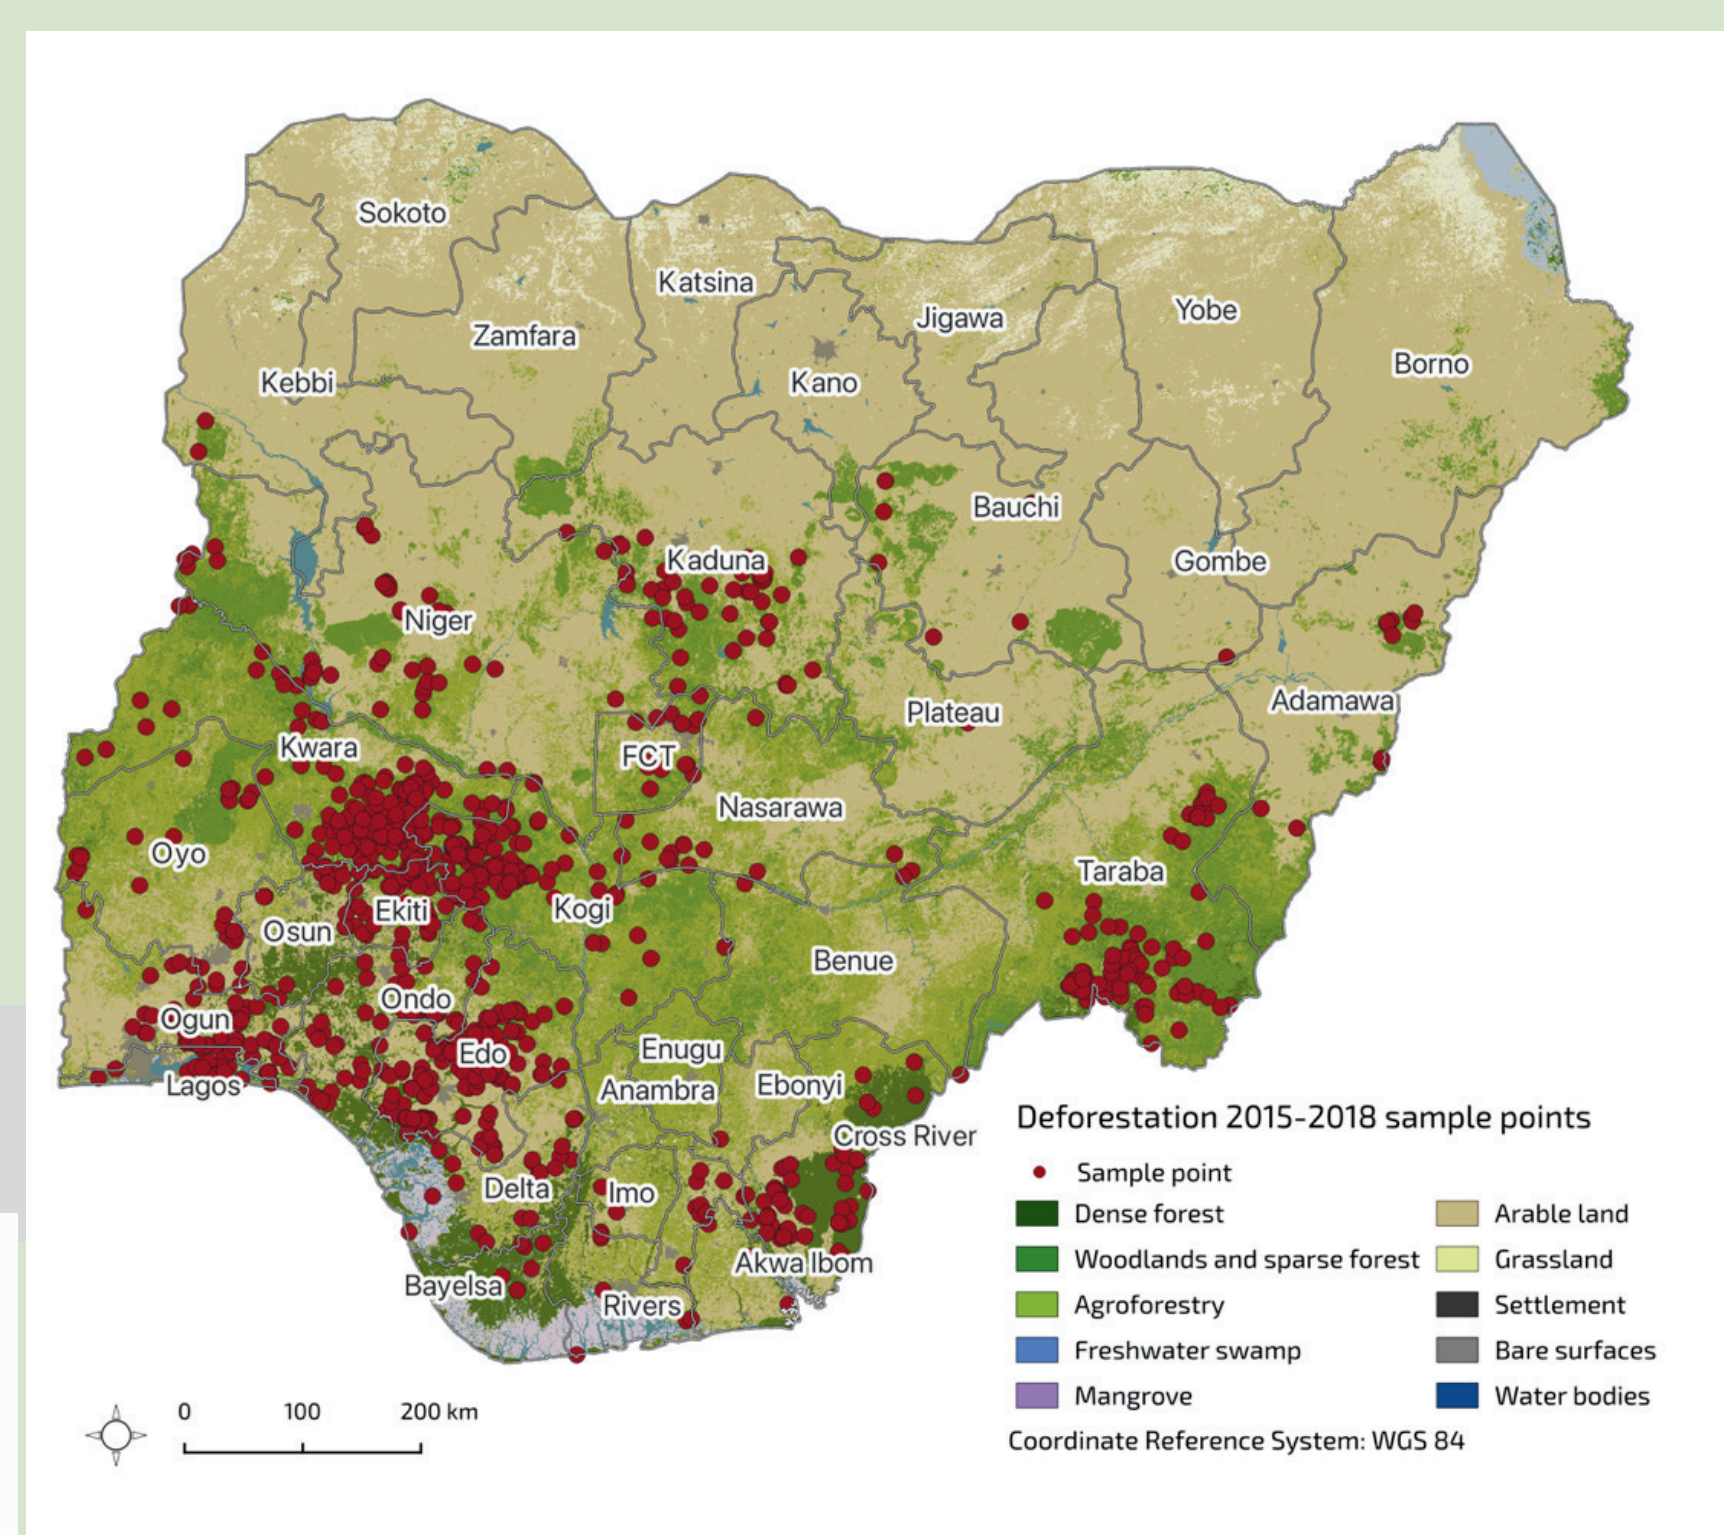 Sokoto
Katsina
Jigawa
Yobe
Zamfara
Borno
Kebbi
Kano
Bauchi
Kaduna
Gombe
Niger
Adamawa
Plateau
Kwara
FCT
Nasarawa
Oyo
Taraba
Ekiti
Kogi
Osun
Benue
Ondo
Ogun
Edo
Enugu
Lagos
Anambra
Ebonyi
Cross River
Delta
Imo
Akwa Ibom
Bayelsa
Rivers
Deforestation 2015-2018 sample points
Sample point
Dense forest
Woodlands and sparse forest
Agroforestry
Freshwater swamp
Mangrove
Arable land
Grassland
Settlement
Bare surfaces
Water bodies
Coordinate Reference System: WGS 84
0 100 200 km